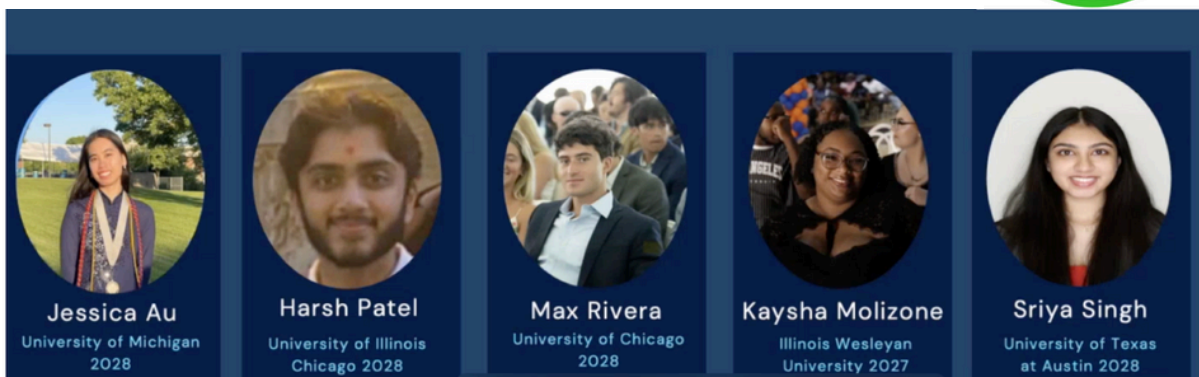 Jessica Au
University of Michigan
2028
Harsh Patel
University of Illinois
Chicago 2028
Max Rivera
University of Chicago
2028
Kaysha Molizone
Illinois Wesleyan
University 2027
Sriya Singh
University of Texas
at Austin 2028